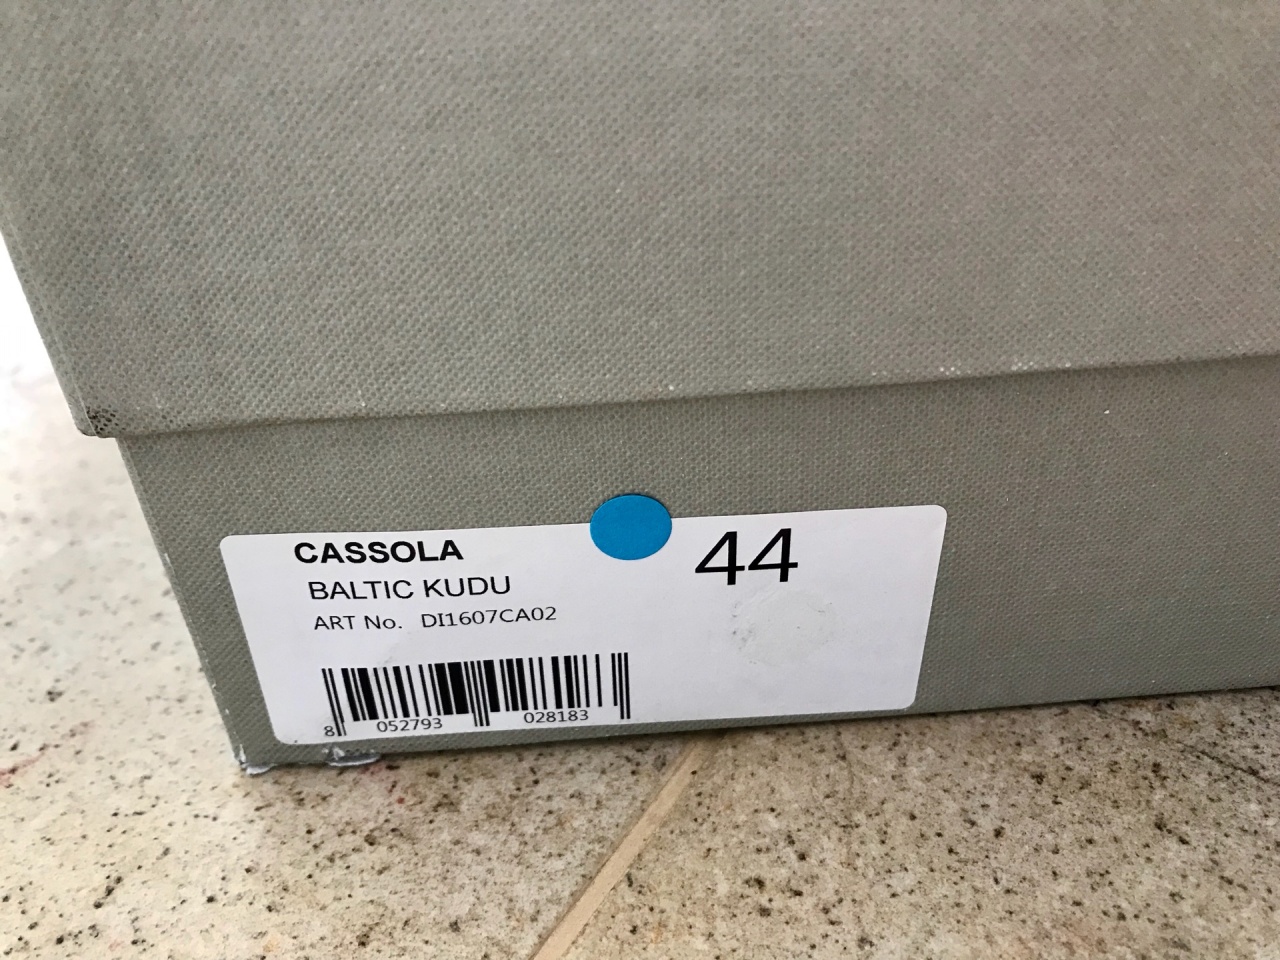 CASSOLA
44
BALTIC KUDU
ART No. DI1607CA02
8 052793 028183